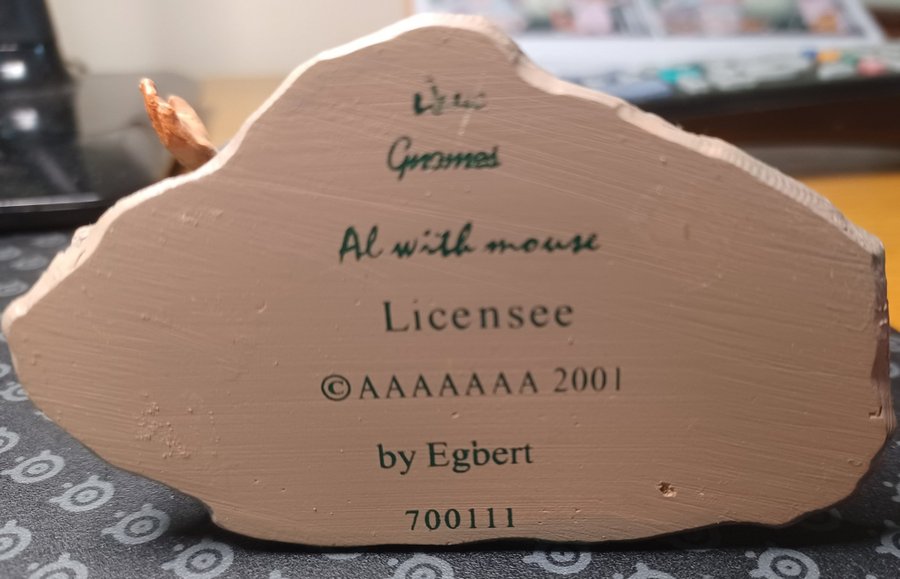 Gnomes
Al with mouse
Licensee
©AAAAAAA 2001
by Egbert
700111